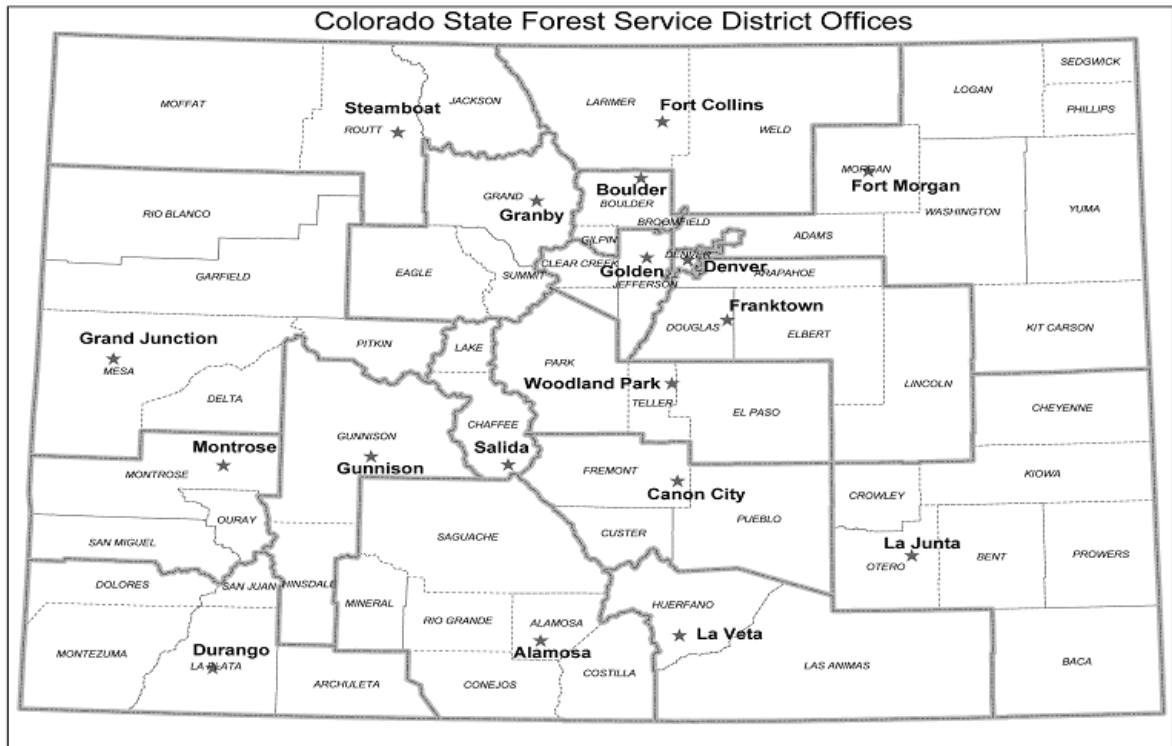 Colorado State Forest Service District Offices
SEDGWICK
LOGAN
MOFFAT
JACKSON
LARIMER
Fort Collins
PHILLIPS
Steamboat
ROUTT
WELD
MORGAN
Fort Morgan
Boulder
BOULDER
GRAND
Granby
RIO BLANCO
WASHINGTON
YUMA
BROOMFIELD
ADAMS
GILPIN
DENVER
Denver
CLEAR CREEK
Golden
JEFFERSON
ARAPAHOE
EAGLE
SUMMIT
GARFIELD
Franktown
DOUGLAS
ELBERT
KIT CARSON
Grand Junction
MESA
PITKIN
LAKE
PARK
Woodland Park
TELLER
LINCOLN
DELTA
EL PASO
CHEYENNE
CHAFFEE
GUNNISON
Gunnison
Salida
Montrose
MONTROSE
FREMONT
Canon City
KIOWA
CROWLEY
PUEBLO
OURAY
SAGUACHE
CUSTER
SAN MIGUEL
La Junta
OTERO
BENT
PROWERS
DOLORES
SAN JUAN
HINSDALE
MINERAL
HUERFANO
RIO GRANDE
ALAMOSA
Alamosa
La Veta
MONTEZUMA
Durango
LA PLATA
LAS ANIMAS
BACA
COSTILLA
ARCHULETA
CONEJOS